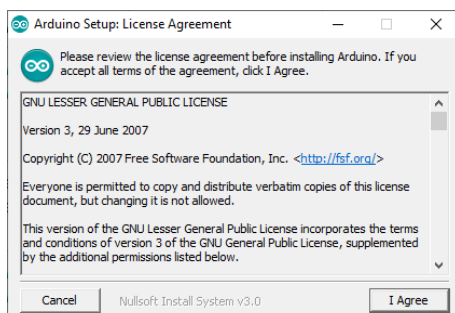 Arduino Setup: License Agreement
Please review the license agreement before installing Arduino. If you
accept all terms of the agreement, click I Agree.
GNU LESSER GENERAL PUBLIC LICENSE
Version 3, 29 June 2007
Copyright (C) 2007 Free Software Foundation, Inc. <http://fsf.org/>
Everyone is permitted to copy and distribute verbatim copies of this license
document, but changing it is not allowed.
This version of the GNU Lesser General Public License incorporates the terms
and conditions of version 3 of the GNU General Public License, supplemented
by the additional permissions listed below.
Cancel Nullsoft Install System v3.0 I Agree